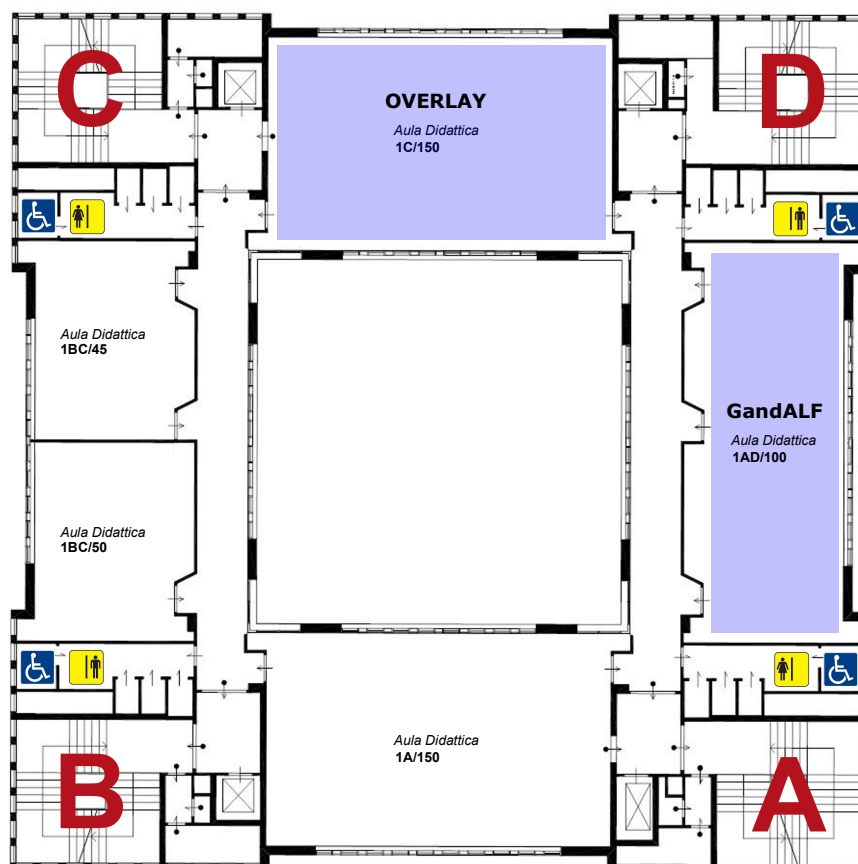 C
D
OVERLAY
Aula Didattica
1C/150
Aula Didattica
1BC/45
GandALF
Aula Didattica
1AD/100
Aula Didattica
1BC/50
Aula Didattica
1A/150
B
A